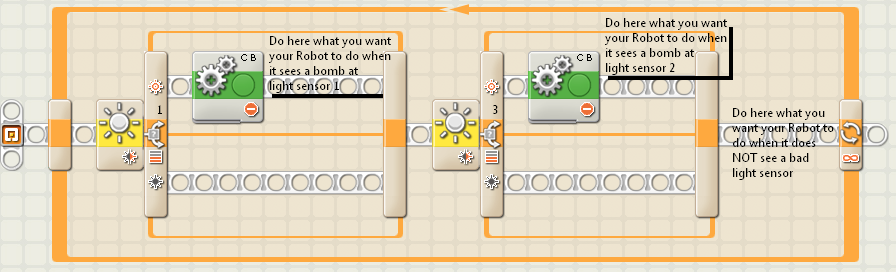 Do here what you want
your Robot to do when
it sees a bomb at
light sensor 1
C B
1
Do here what you want
your Robot to do when
it sees a bomb at
light sensor 2
C B
3
Do here what you
want your Robot to
do when it does
NOT see a bad
light sensor